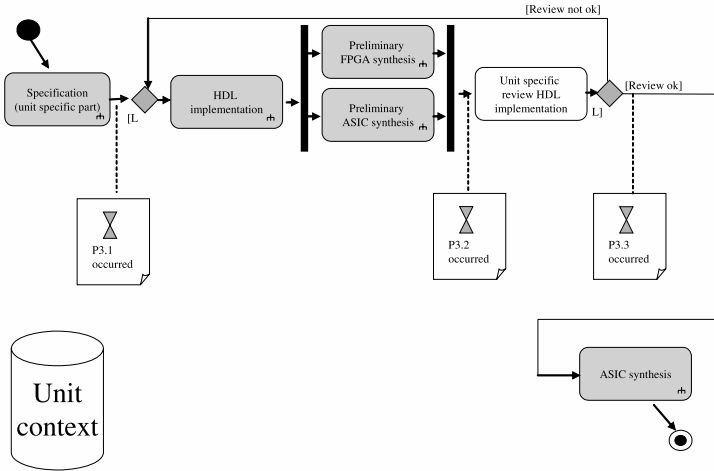 [Review not ok]
Specification
(unit specific part)
[L
HDL
implementation
Preliminary
FPGA synthesis
Preliminary
ASIC synthesis
Unit specific
review HDL
implementation
L]
[Review ok]
P3.1
occurred
P3.2
occurred
P3.3
occurred
Unit
context
ASIC synthesis